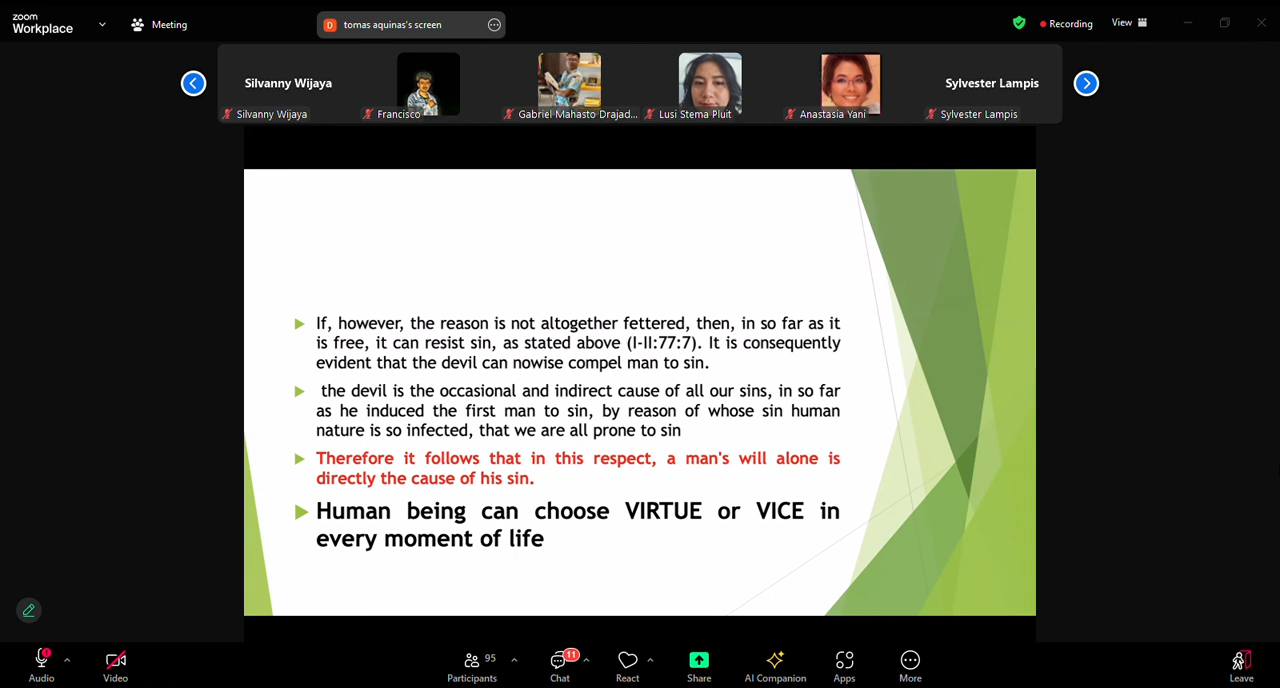 zoom
Workplace
Meeting
D
tomas aquinas's screen
Recording
View
Silvanny Wijaya
Sylvester Lampis
Silvanny Wijaya
Francisco
Gabriel Mahasto Drajad...
Lusi Stema Pluit
Anastasia Yani
Sylvester Lampis
If, however, the reason is not altogether fettered, then, in so far as it
is free, it can resist sin, as stated above (I-II:77:7). It is consequently
evident that the devil can nowise compel man to sin.
the devil is the occasional and indirect cause of all our sins, in so far
as he induced the first man to sin, by reason of whose sin human
nature is so infected, that we are all prone to sin
Therefore it follows that in this respect, a man's will alone is
directly the cause of his sin.
Human being can choose VIRTUE or VICE in
every moment of life
95
11
Audio
Video
Participants
Chat
React
Share
AI Companion
Apps
More
Leave